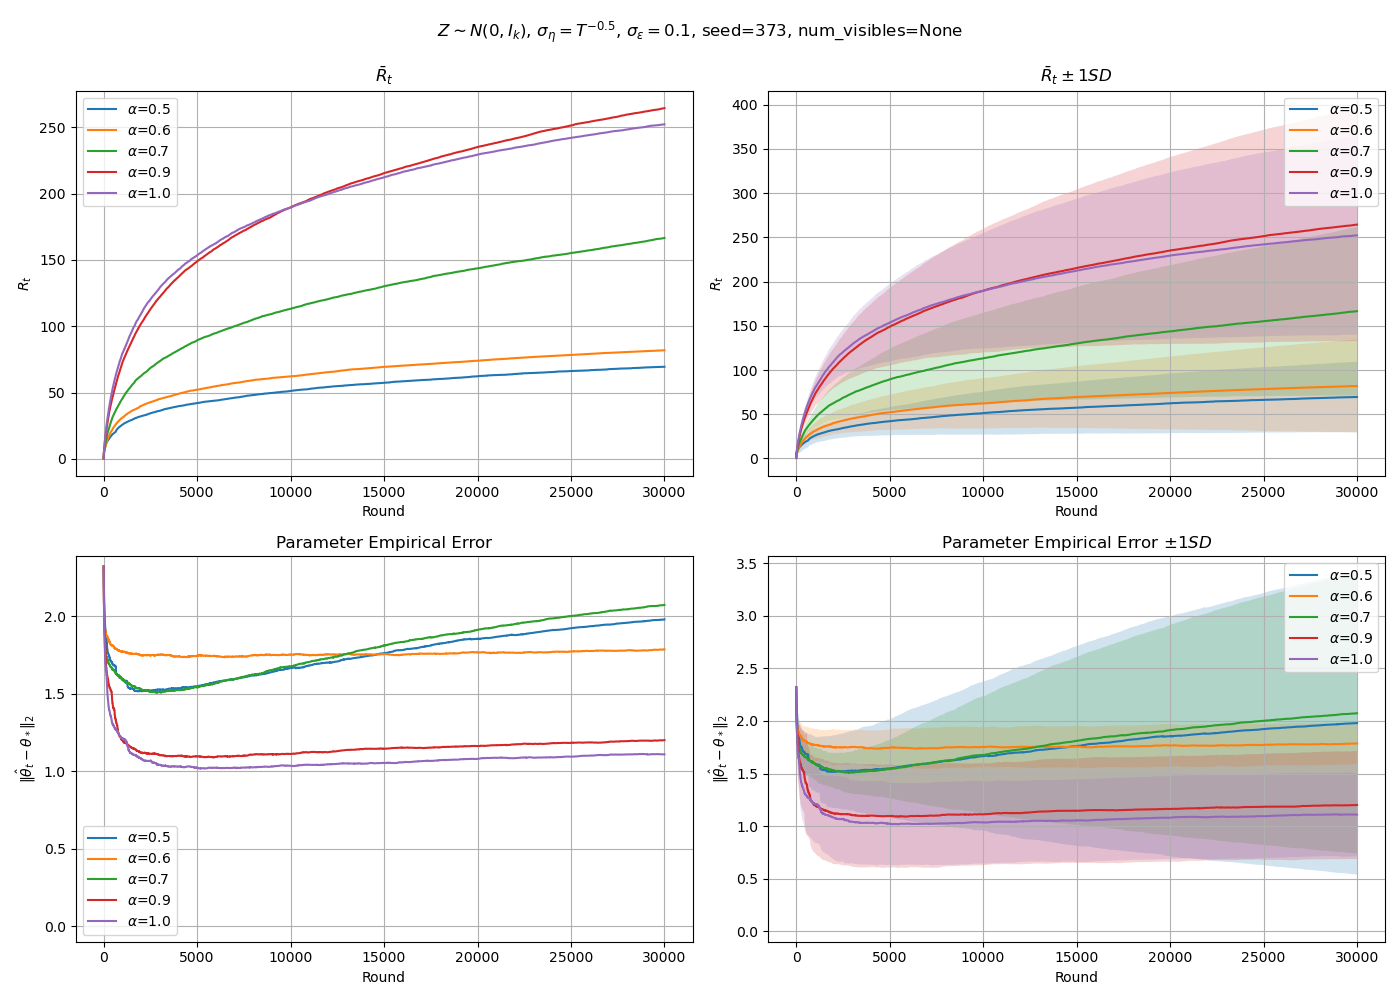 Z ∼ N(0, I_k), σ_η = T^{−0.5}, σ_ε = 0.1, seed=373, num_visibles=None
R̄_t
R_t
250
200
150
100
50
0
0 5000 10000 15000 20000 25000 30000
Round
α=0.5
α=0.6
α=0.7
α=0.9
α=1.0
R̄_t ± 1SD
R_t
400
350
300
250
200
150
100
50
0
0 5000 10000 15000 20000 25000 30000
Round
α=0.5
α=0.6
α=0.7
α=0.9
α=1.0
Parameter Empirical Error
‖θ̂_t − θ_*‖_2
2.0
1.5
1.0
0.5
0.0
0 5000 10000 15000 20000 25000 30000
Round
α=0.5
α=0.6
α=0.7
α=0.9
α=1.0
Parameter Empirical Error ±1SD
‖θ̂_t − θ_*‖_2
3.5
3.0
2.5
2.0
1.5
1.0
0.5
0.0
0 5000 10000 15000 20000 25000 30000
Round
α=0.5
α=0.6
α=0.7
α=0.9
α=1.0